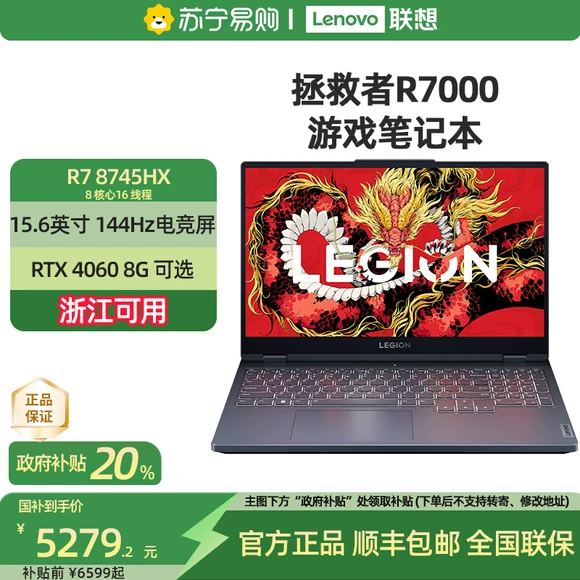 苏宁易购 Lenovo 联想
拯救者R7000
游戏笔记本
R7 8745HX
8核心16线程
15.6英寸 144Hz电竞屏
RTX 4060 8G 可选
浙江可用
LEGION
LEGION
Lenovo
正品
保证
政府补贴 20%
国补到手价
¥5279.2元
补贴前 ¥6599起
主图下方“政府补贴”处领取补贴(下单后不支持转寄、修改地址)
官方正品 顺丰包邮 全国联保